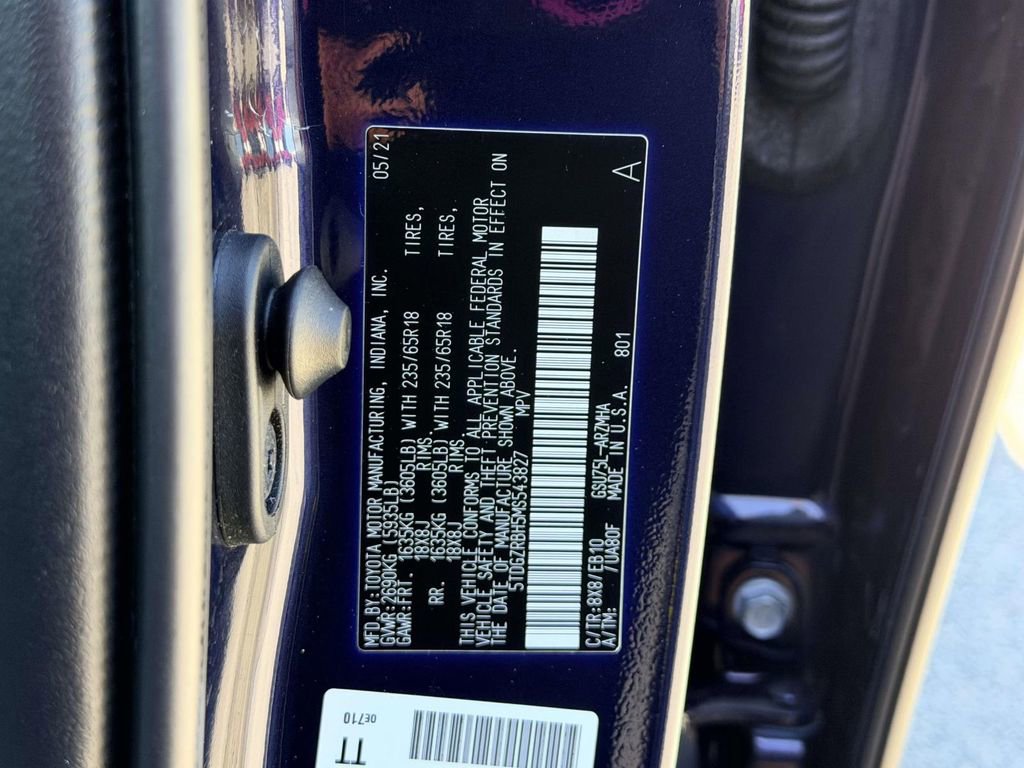 MFD.BY:TOYOTA MOTOR MANUFACTURING, INDIANA, INC. 05/21
GVWR:2690KG (5935LB)
GAWR:FRT. 1635KG (3605LB) WITH 235/65R18 TIRES,
18X8J RIMS.
RR. 1635KG (3605LB) WITH 235/65R18 TIRES,
18X8J RIMS.
THIS VEHICLE CONFORMS TO ALL APPLICABLE FEDERAL MOTOR
VEHICLE SAFETY AND THEFT PREVENTION STANDARDS IN EFFECT ON
THE DATE OF MANUFACTURE SHOWN ABOVE.
5TDGZRBH5MS543827 MPV
C/TR:8X8/EB10 GSU75L-ARZMHA
A/TM: /UA80F MADE IN U.S.A. 801 A
0E710
TT